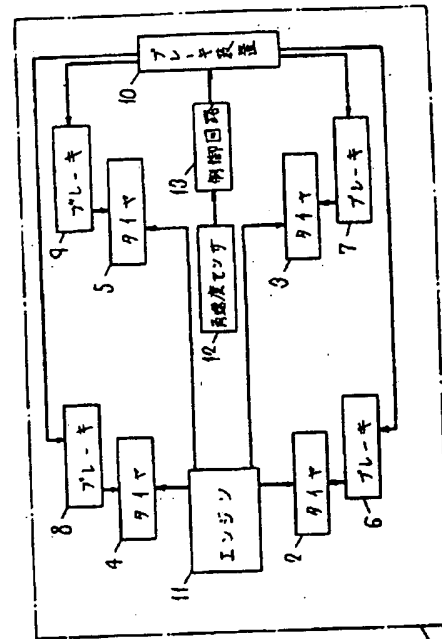 6
ブレーキ
2
タイヤ
11
エンジン
4
タイヤ
8
ブレーキ
12
角速度センサ
7
ブレーキ
3
タイヤ
13
制御回路
5
タイヤ
9
ブレーキ
10
ブレーキ装置